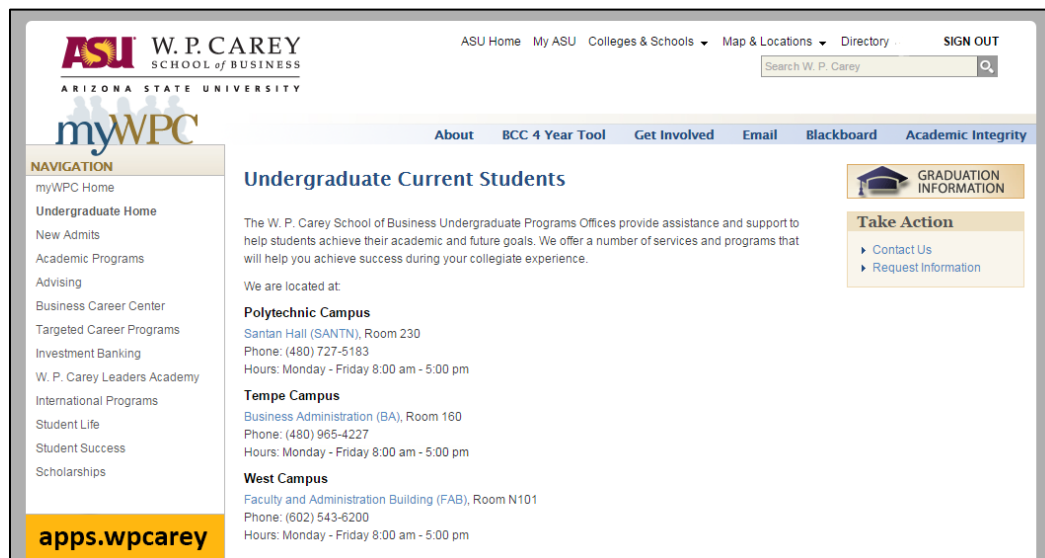 ASU W. P. CAREY
SCHOOL of BUSINESS
ARIZONA STATE UNIVERSITY
ASU Home My ASU Colleges & Schools Map & Locations Directory SIGN OUT
Search W. P. Carey
myWPC
About BCC 4 Year Tool Get Involved Email Blackboard Academic Integrity
NAVIGATION
myWPC Home
Undergraduate Home
New Admits
Academic Programs
Advising
Business Career Center
Targeted Career Programs
Investment Banking
W. P. Carey Leaders Academy
International Programs
Student Life
Student Success
Scholarships
apps.wpcarey
Undergraduate Current Students
The W. P. Carey School of Business Undergraduate Programs Offices provide assistance and support to
help students achieve their academic and future goals. We offer a number of services and programs that
will help you achieve success during your collegiate experience.
We are located at:
Polytechnic Campus
Santan Hall (SANTN), Room 230
Phone: (480) 727-5183
Hours: Monday - Friday 8:00 am - 5:00 pm
Tempe Campus
Business Administration (BA), Room 160
Phone: (480) 965-4227
Hours: Monday - Friday 8:00 am - 5:00 pm
West Campus
Faculty and Administration Building (FAB), Room N101
Phone: (602) 543-6200
Hours: Monday - Friday 8:00 am - 5:00 pm
GRADUATION
INFORMATION
Take Action
Contact Us
Request Information